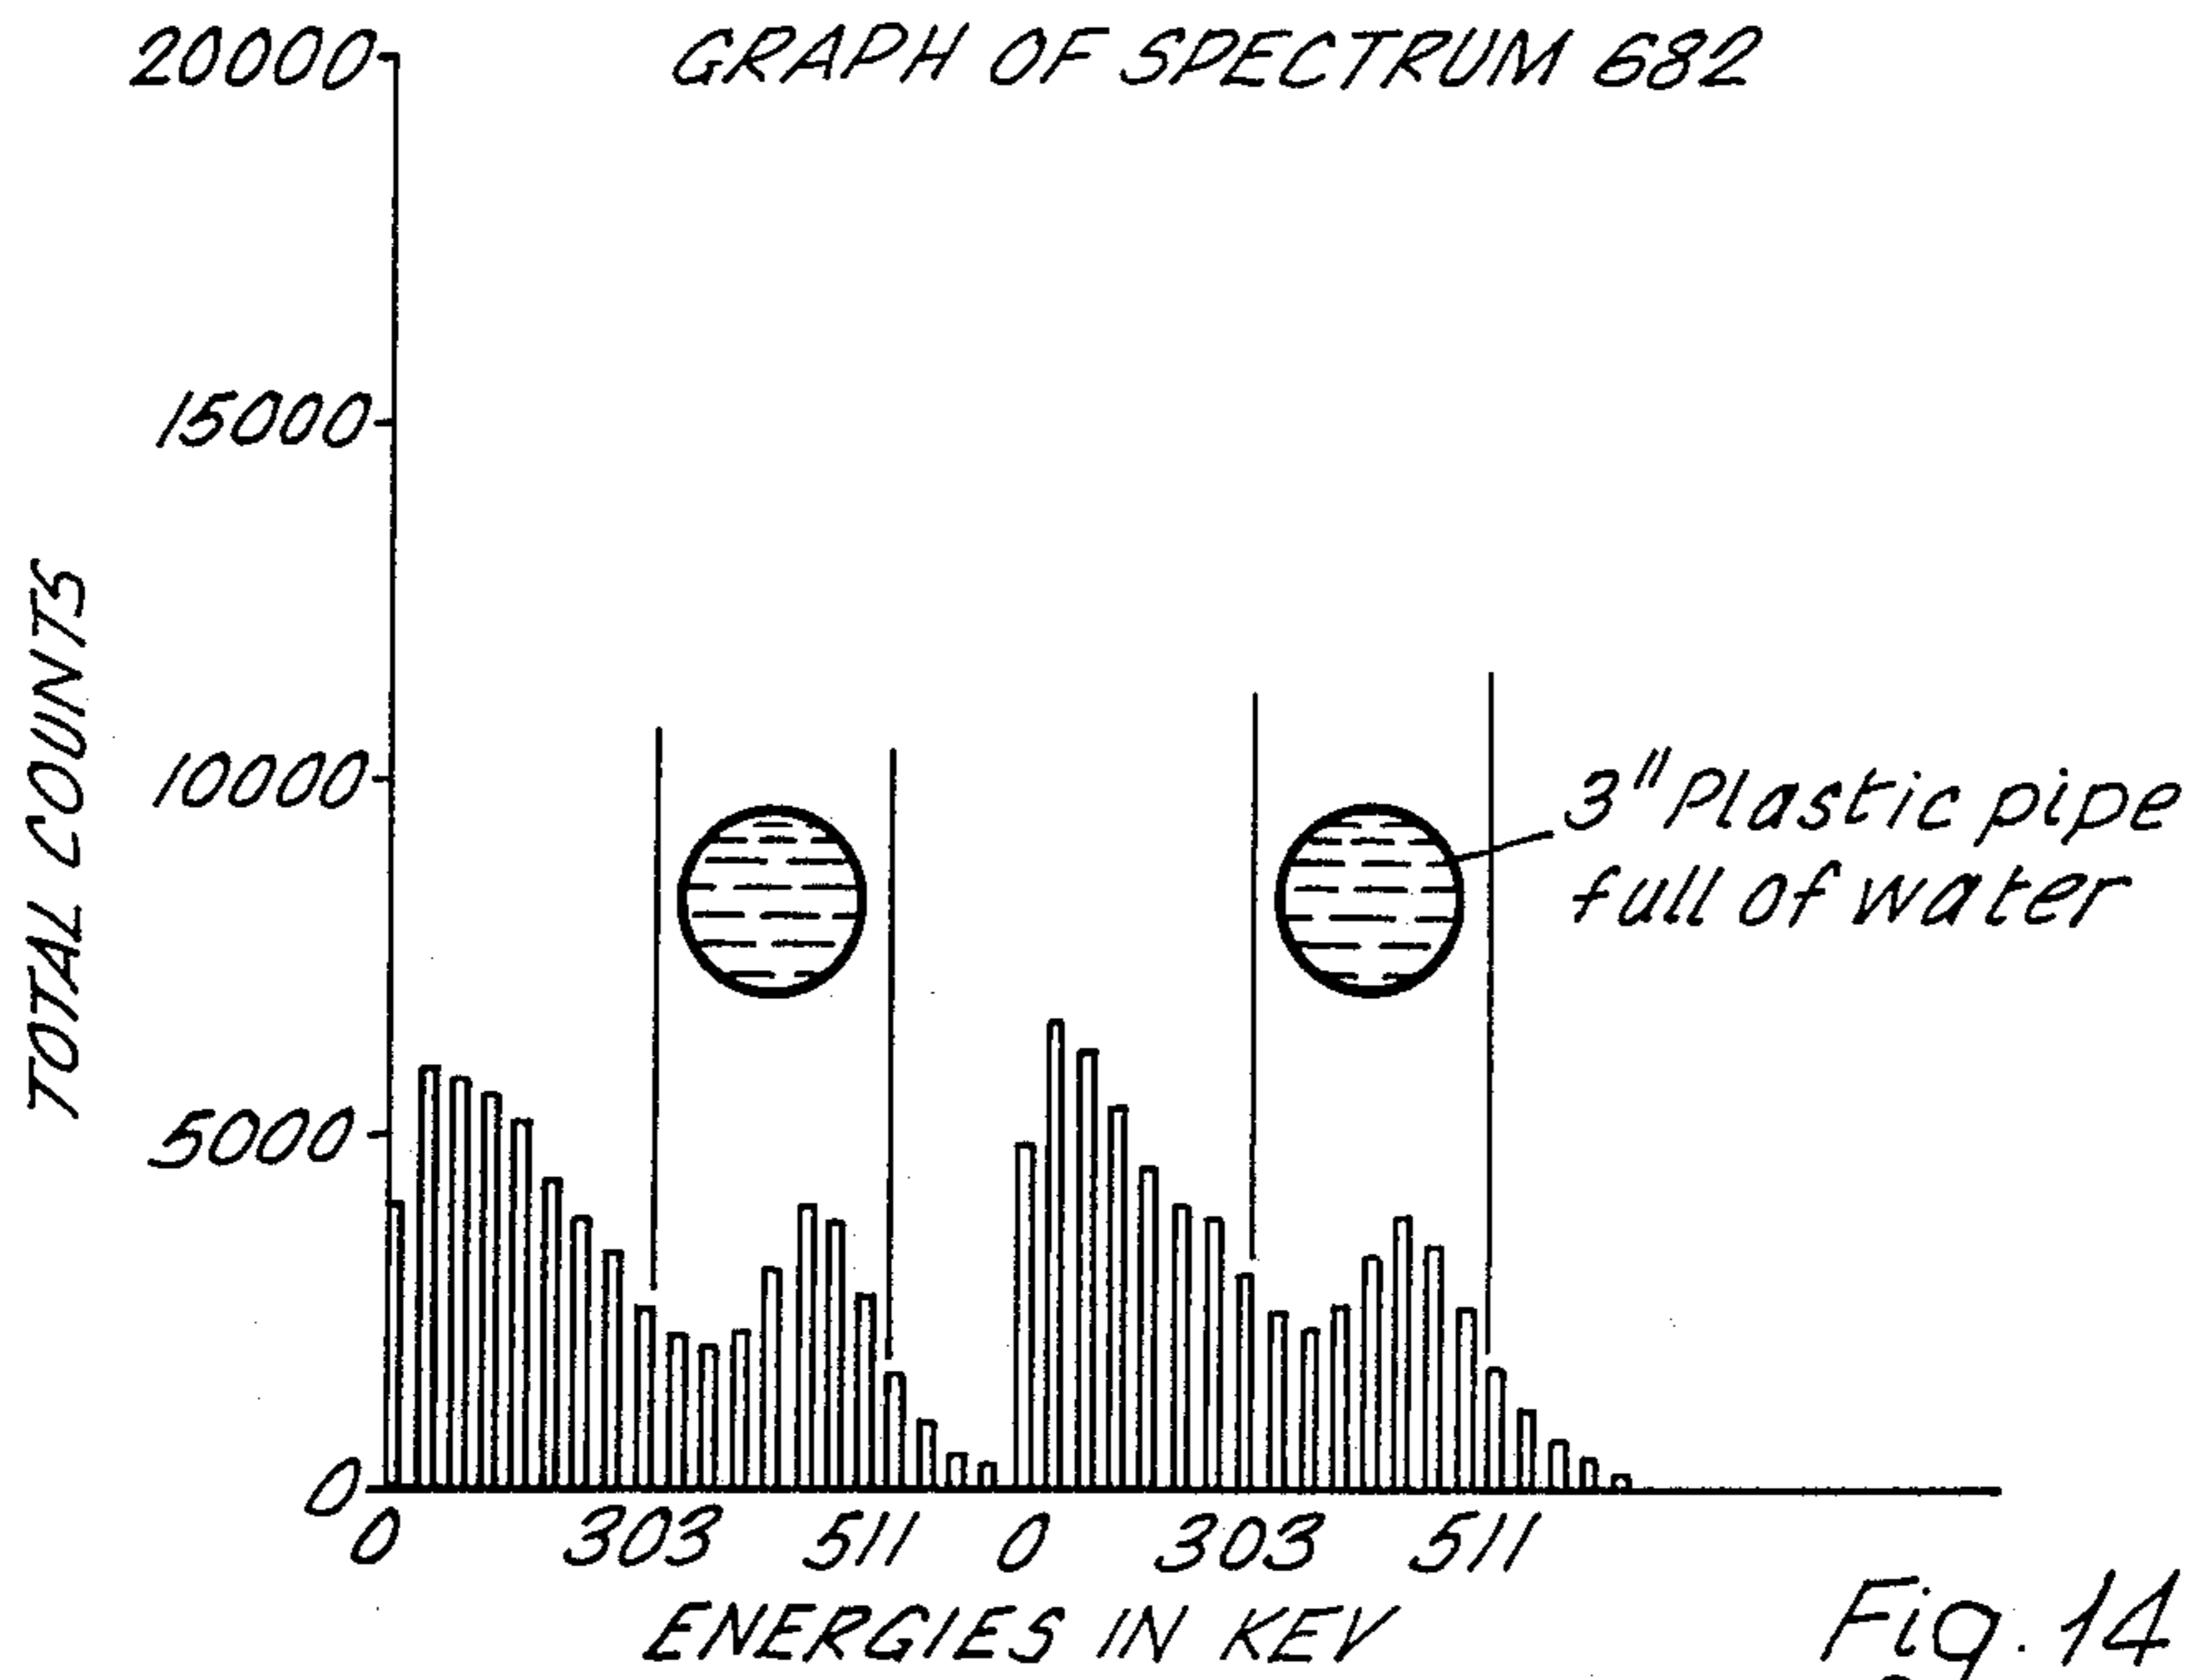 GRAPH OF SPECTRUM 682
20000
15000
10000
5000
0
TOTAL COUNTS
3" Plastic pipe
full of water
0 303 511 0 303 511
ENERGIES IN KEV
Fig. 14